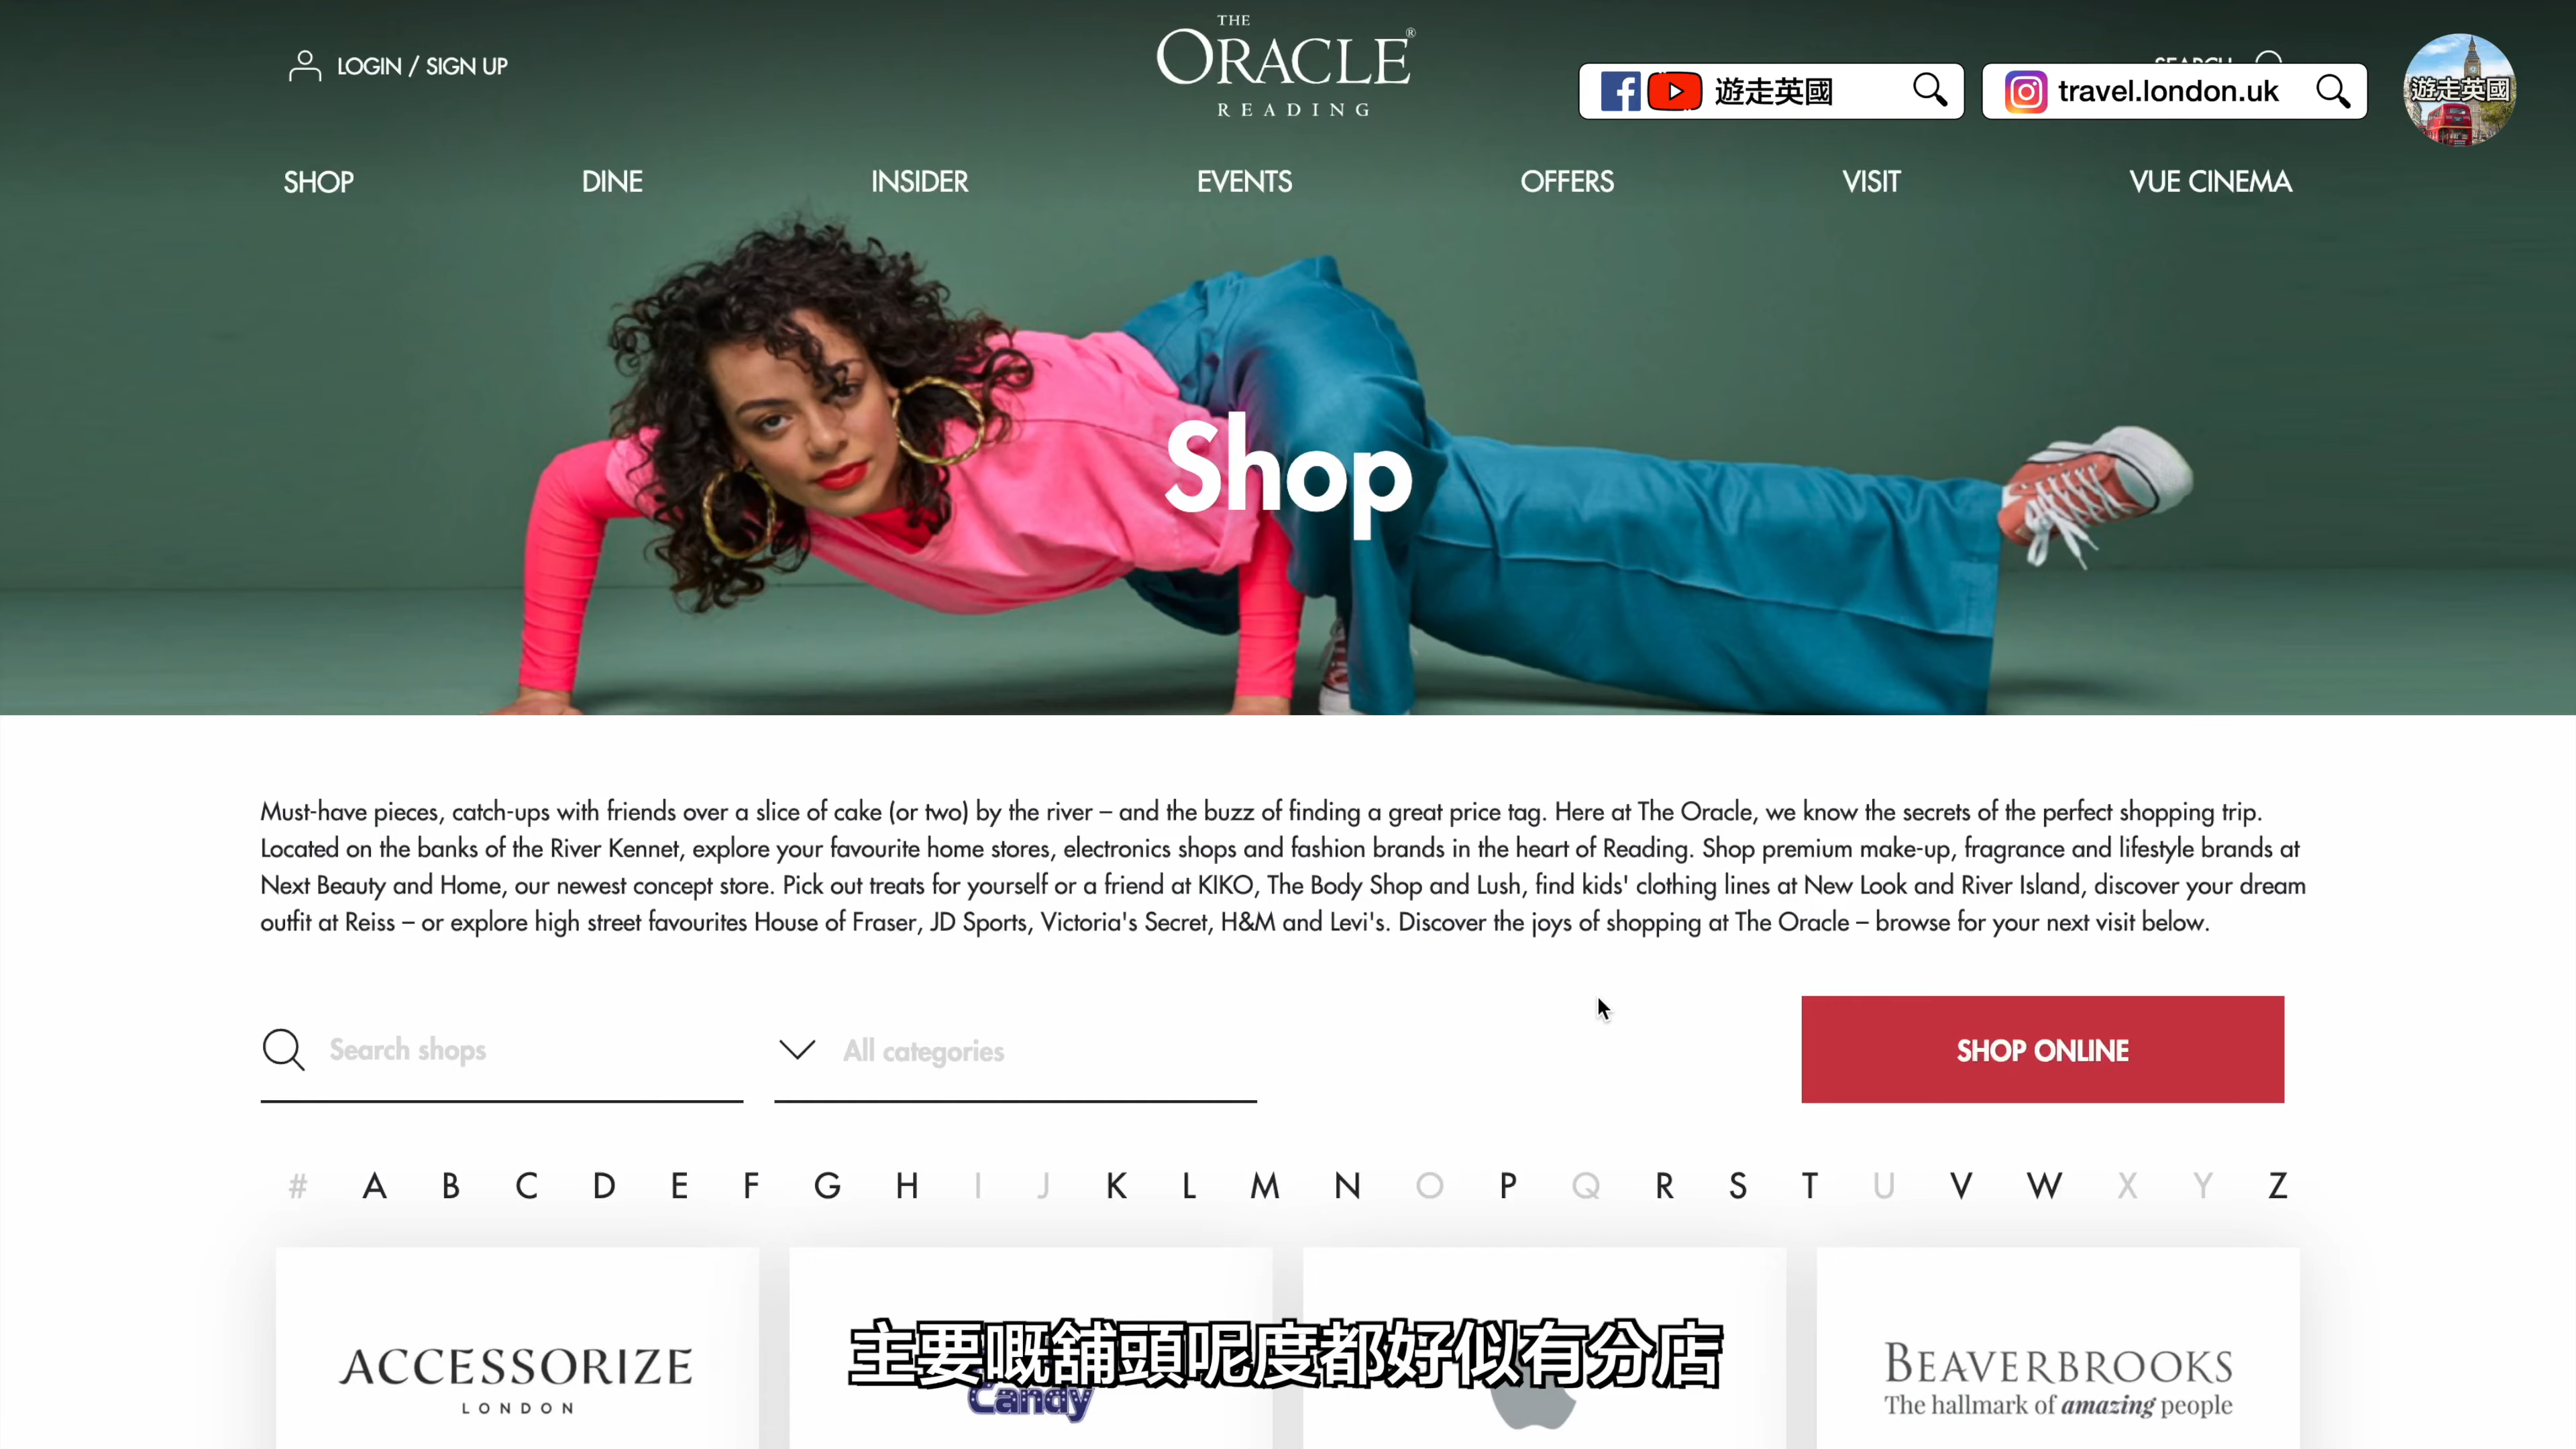 THE
ORACLE®
READING
LOGIN / SIGN UP
遊走英國
travel.london.uk
遊走英國
SHOP
DINE
INSIDER
EVENTS
OFFERS
VISIT
VUE CINEMA
Shop
Must-have pieces, catch-ups with friends over a slice of cake (or two) by the river – and the buzz of finding a great price tag. Here at The Oracle, we know the secrets of the perfect shopping trip.
Located on the banks of the River Kennet, explore your favourite home stores, electronics shops and fashion brands in the heart of Reading. Shop premium make-up, fragrance and lifestyle brands at
Next Beauty and Home, our newest concept store. Pick out treats for yourself or a friend at KIKO, The Body Shop and Lush, find kids' clothing lines at New Look and River Island, discover your dream
outfit at Reiss – or explore high street favourites House of Fraser, JD Sports, Victoria's Secret, H&M and Levi's. Discover the joys of shopping at The Oracle – browse for your next visit below.
Search shops
All categories
SHOP ONLINE
# A B C D E F G H I J K L M N O P Q R S T U V W X Y Z
ACCESSORIZE
LONDON
Candy
BEAVERBROOKS
The hallmark of amazing people
主要嘅舖頭呢度都好似有分店